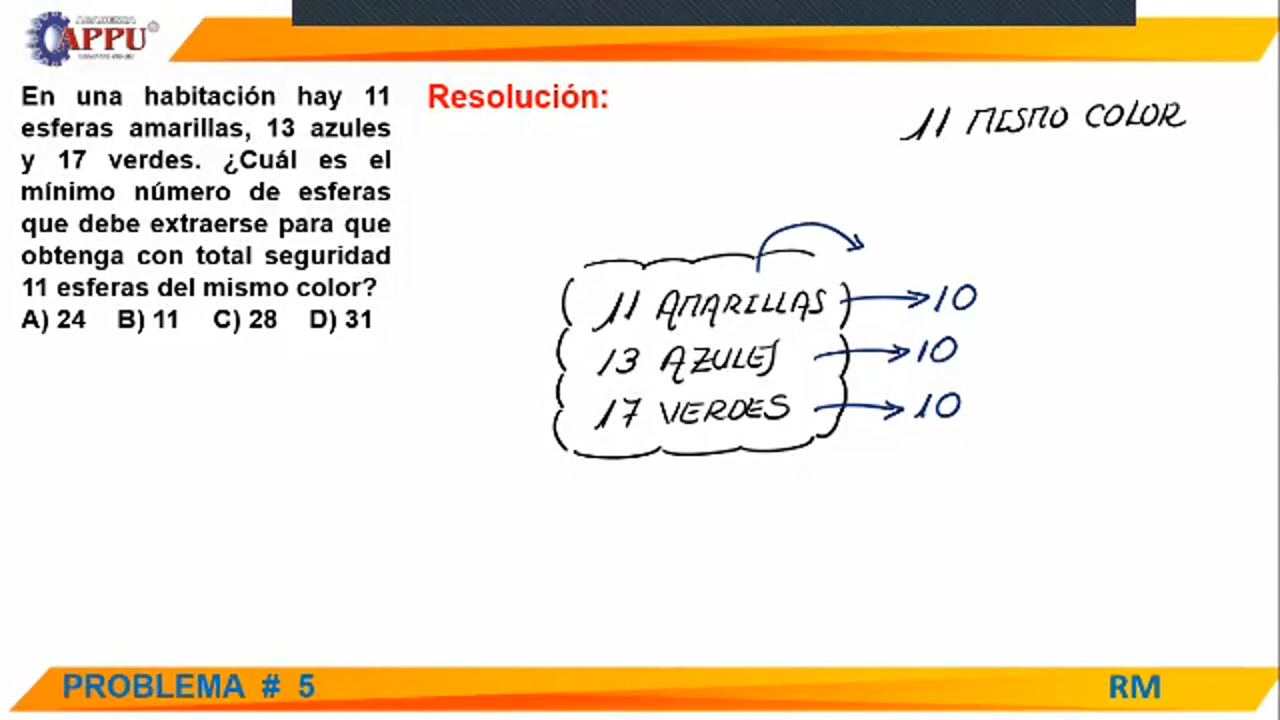 ACADEMIA
APPU
En una habitación hay 11
esferas amarillas, 13 azules
y 17 verdes. ¿Cuál es el
mínimo número de esferas
que debe extraerse para que
obtenga con total seguridad
11 esferas del mismo color?
A) 24 B) 11 C) 28 D) 31
Resolución:
11 MISMO COLOR
11 AMARILLAS → 10
13 AZULES → 10
17 VERDES → 10
PROBLEMA # 5
RM